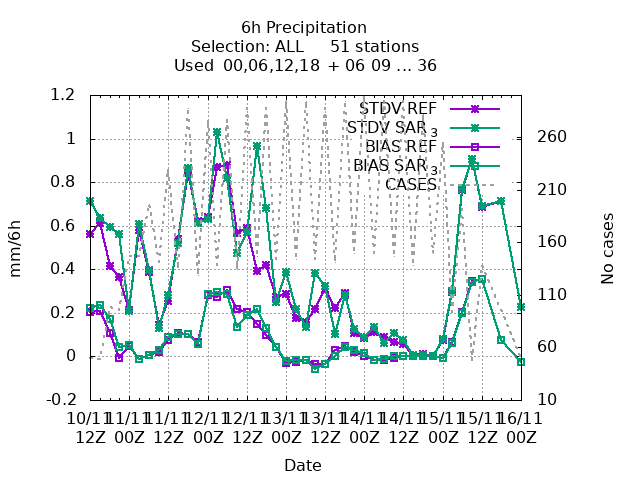 6h Precipitation
Selection: ALL 51 stations
Used 00,06,12,18 + 06 09 ... 36
1.2
1
0.8
0.6
0.4
0.2
0
-0.2
mm/6h
STDV REF
STDV SAR 3
BIAS REF
BIAS SAR 3
CASES
260
210
160
110
60
10
No cases
10/11 11/11 11/11 12/11 12/11 13/11 13/11 14/11 14/11 15/11 15/11 16/11
12Z 00Z 12Z 00Z 12Z 00Z 12Z 00Z 12Z 00Z 12Z 00Z
Date